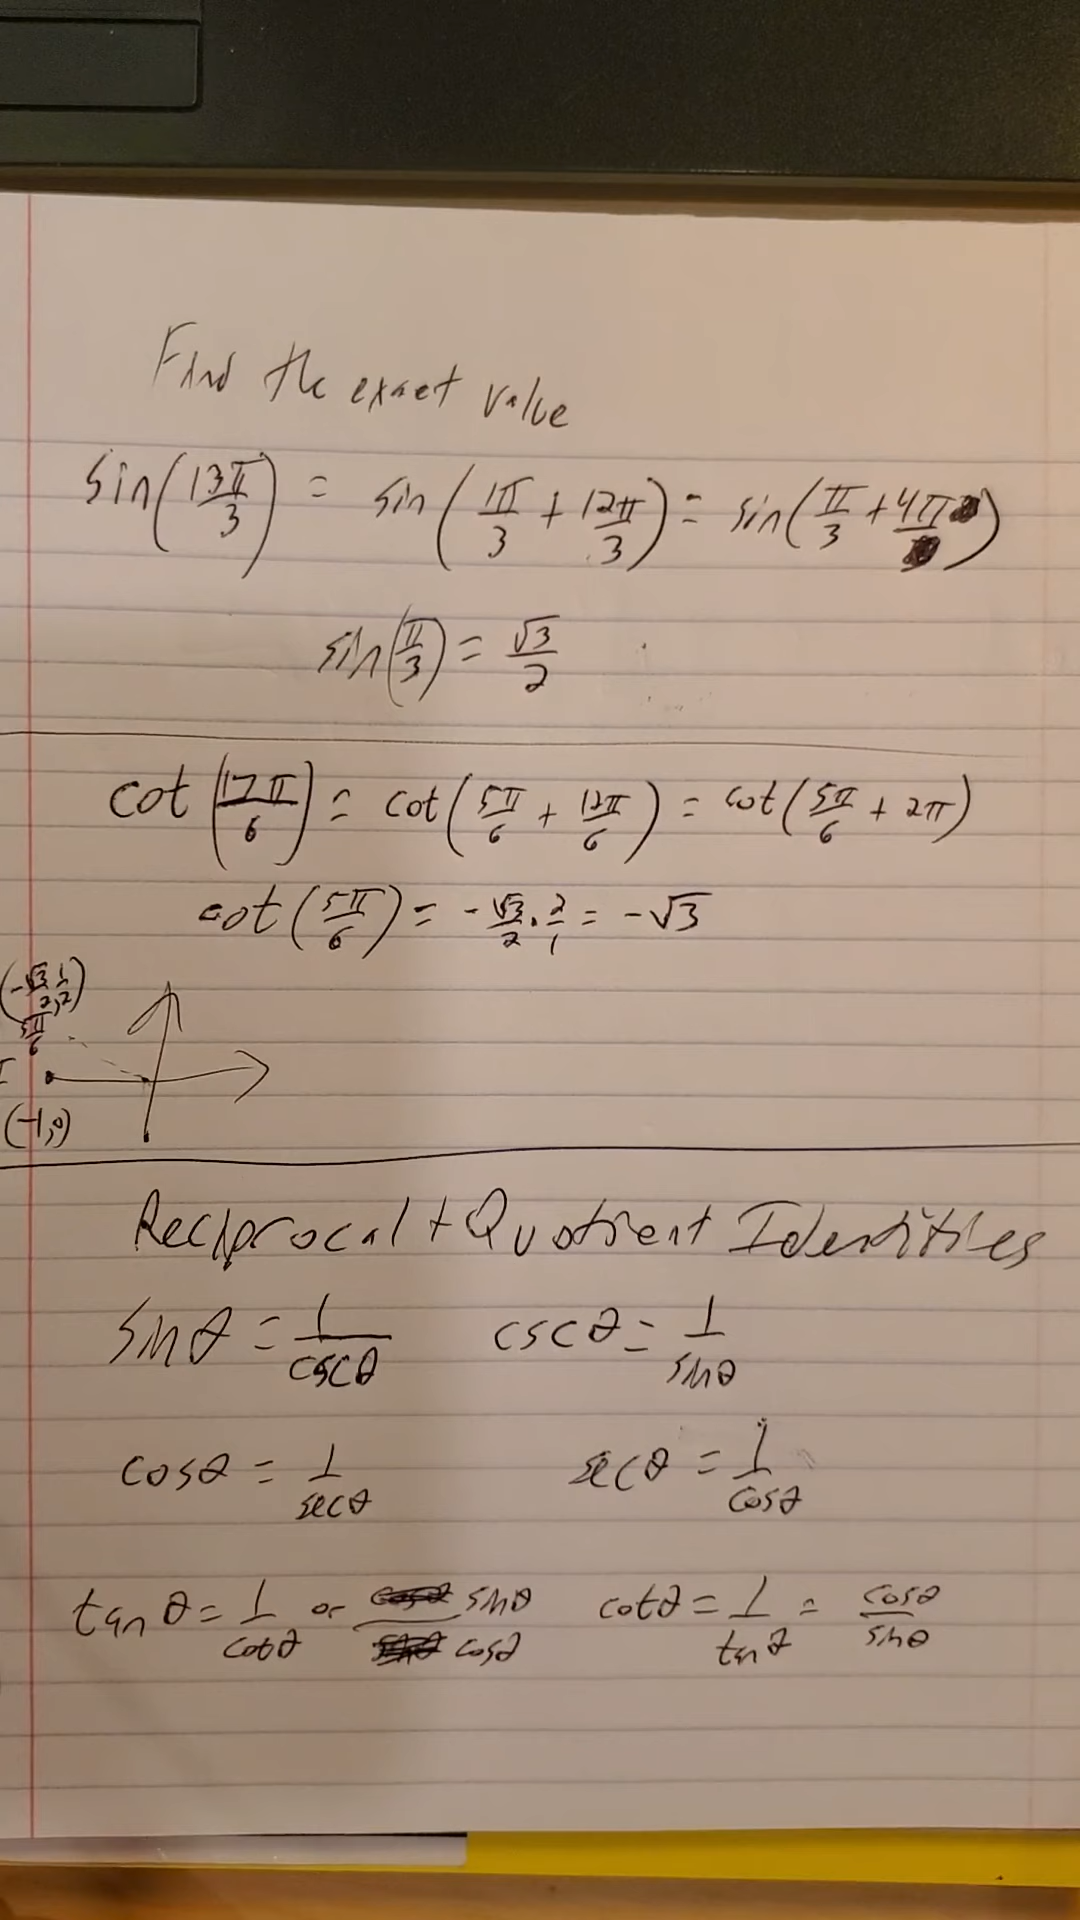 Find the exact value
sin(13π/3) = sin(1π/3 + 12π/3) = sin(π/3 + 4π)
sin(π/3) = √3/2
cot(17π/6) = cot(5π/6 + 12π/6) = cot(5π/6 + 2π)
cot(5π/6) = -√3/2 · 2/1 = -√3
(-√3/2, 1/2)
5π/6
(-1,0)
Reciprocal + Quotient Identities
sinθ = 1/cscθ cscθ = 1/sinθ
cosθ = 1/secθ secθ = 1/cosθ
tanθ = 1/cotθ or sinθ/cosθ cotθ = 1/tanθ = cosθ/sinθ